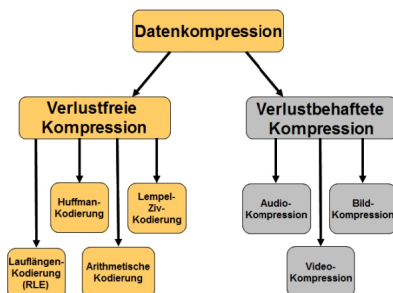 Datenkompression
Verlustfreie
Kompression
Verlustbehaftete
Kompression
Huffman-
Kodierung
Lempel-
Ziv-
Kodierung
Audio-
Kompression
Bild-
Kompression
Lauflängen-
Kodierung
(RLE)
Arithmetische
Kodierung
Video-
Kompression